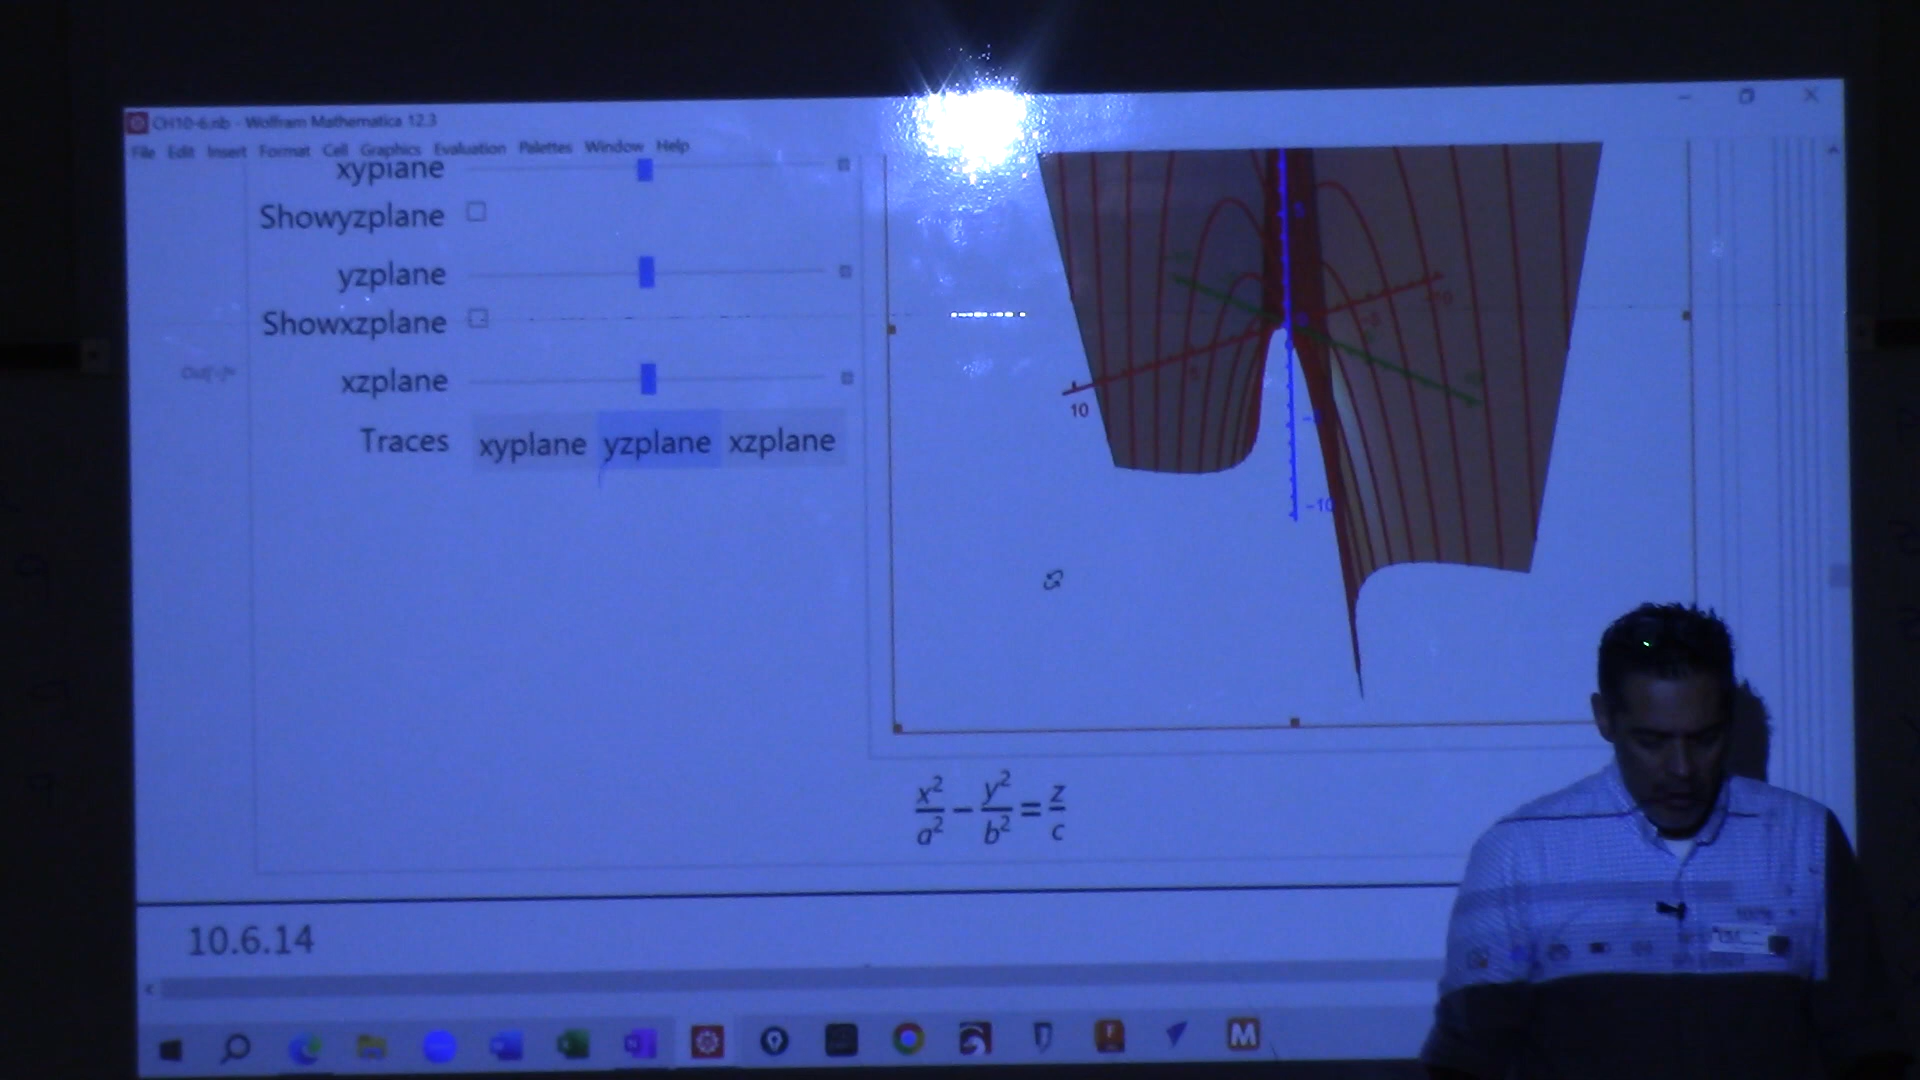 CH10-6.nb - Wolfram Mathematica 12.3
File Edit Insert Format Cell Graphics Evaluation Palettes Window Help
xyplane
Showyzplane
yzplane
Showxzplane
xzplane
Traces xyplane yzplane xzplane
10
-10
x²/a² − y²/b² = z/c
10.6.14